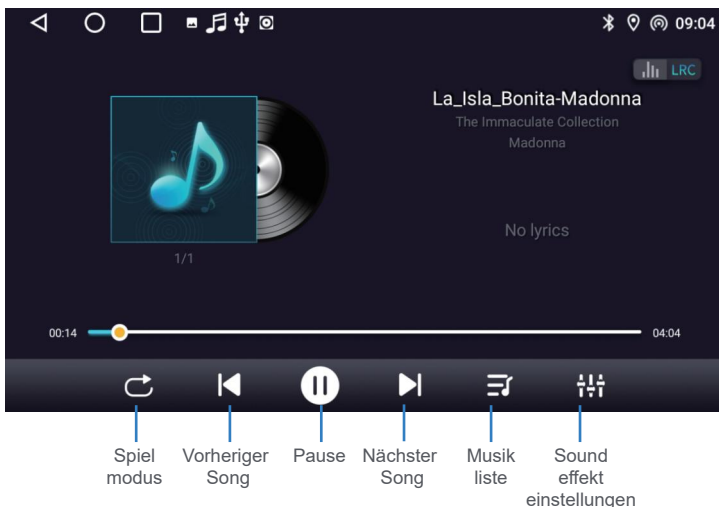 09:04
LRC
La_Isla_Bonita-Madonna
The Immaculate Collection
Madonna
No lyrics
1/1
00:14
04:04
Spiel
modus
Vorheriger
Song
Pause
Nächster
Song
Musik
liste
Sound
effekt
einstellungen